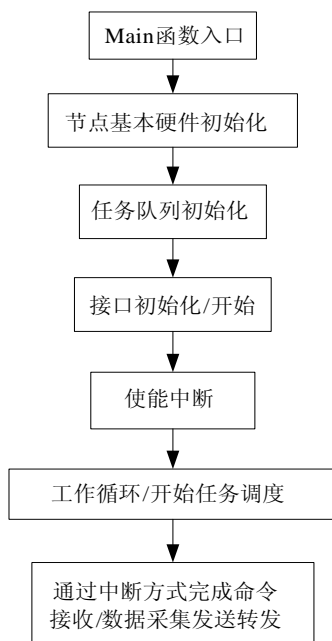 Main函数入口
节点基本硬件初始化
任务队列初始化
接口初始化/开始
使能中断
工作循环/开始任务调度
通过中断方式完成命令
接收/数据采集发送转发